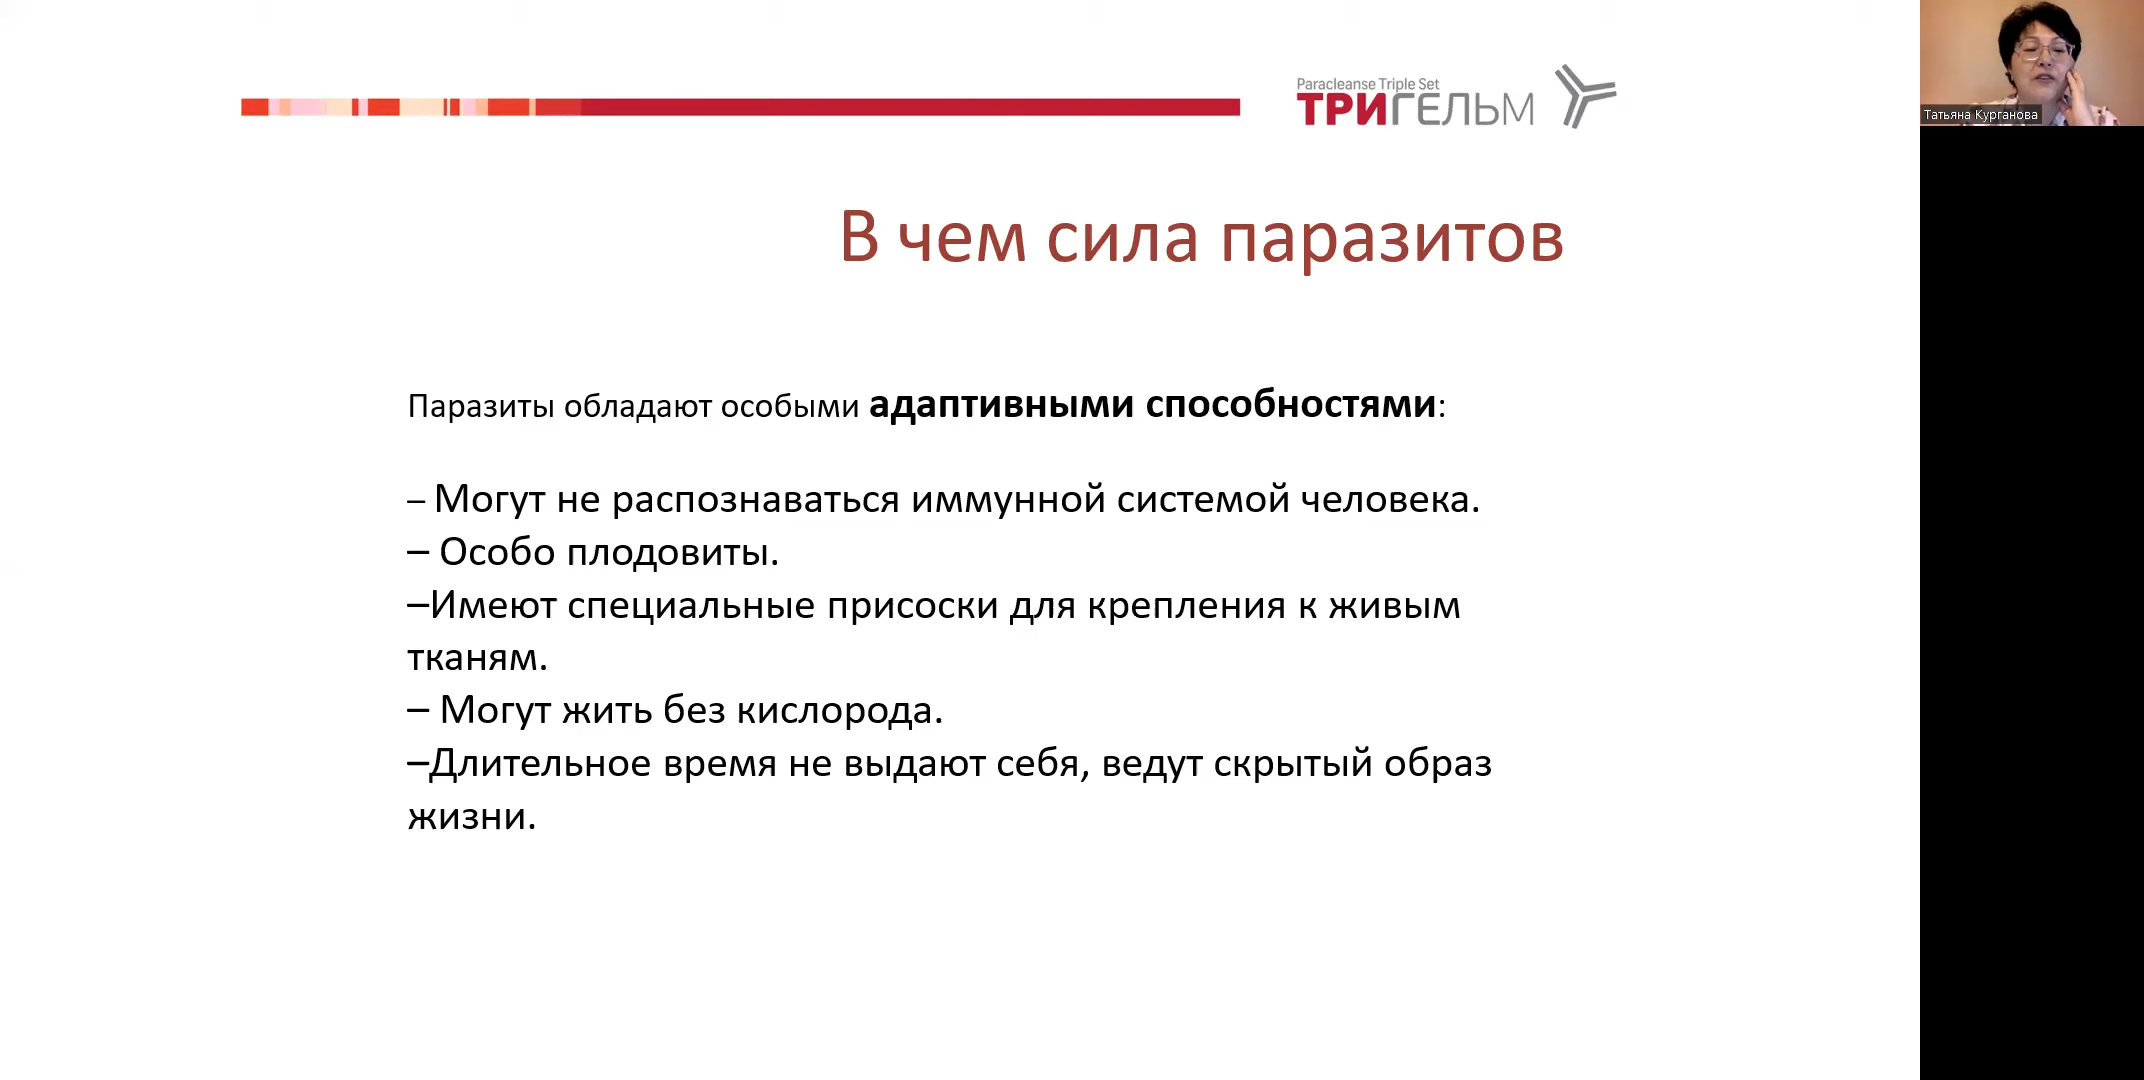 Paracleanse Triple Set
ТРИГЕЛЬМ
Татьяна Курганова
В чем сила паразитов
Паразиты обладают особыми адаптивными способностями:
– Могут не распознаваться иммунной системой человека.
– Особо плодовиты.
–Имеют специальные присоски для крепления к живым
тканям.
– Могут жить без кислорода.
–Длительное время не выдают себя, ведут скрытый образ
жизни.